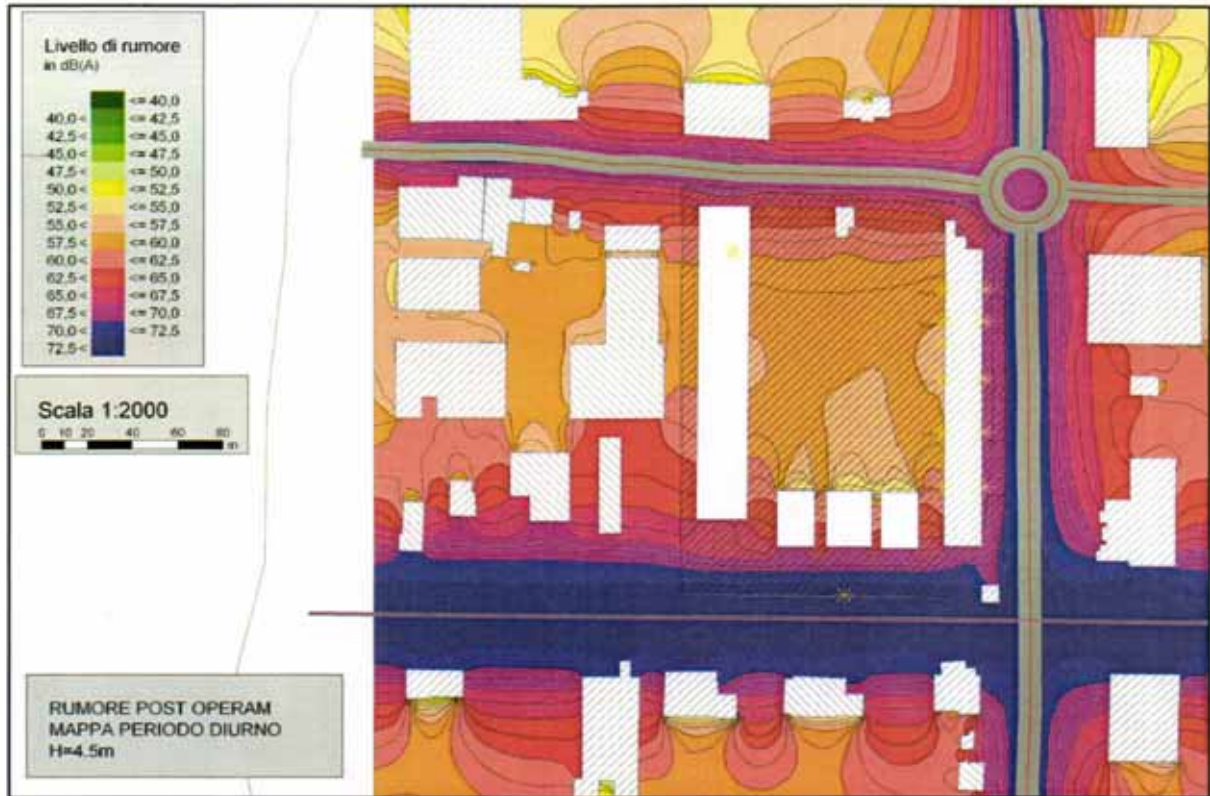 Livello di rumore
in dB(A)
<= 40,0
40,0 < <= 42,5
42,5 < <= 45,0
45,0 < <= 47,5
47,5 < <= 50,0
50,0 < <= 52,5
52,5 < <= 55,0
55,0 < <= 57,5
57,5 < <= 60,0
60,0 < <= 62,5
62,5 < <= 65,0
65,0 < <= 67,5
67,5 < <= 70,0
70,0 < <= 72,5
72,5 <
Scala 1:2000
0 10 20 40 60 80
m
RUMORE POST OPERAM
MAPPA PERIODO DIURNO
H=4.5m